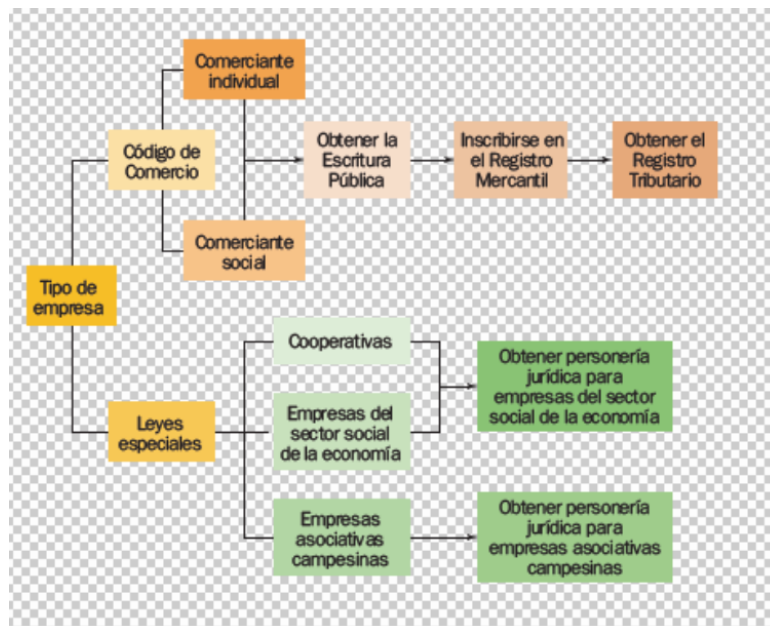 Comerciante
individual
Código de
Comercio
Obtener la
Escritura
Pública
Inscribirse en
el Registro
Mercantil
Obtener el
Registro
Tributario
Comerciante
social
Tipo de
empresa
Cooperativas
Obtener personería
jurídica para
empresas del sector
social de la economía
Leyes
especiales
Empresas del
sector social
de la economía
Empresas
asociativas
campesinas
Obtener personería
jurídica para
empresas asociativas
campesinas